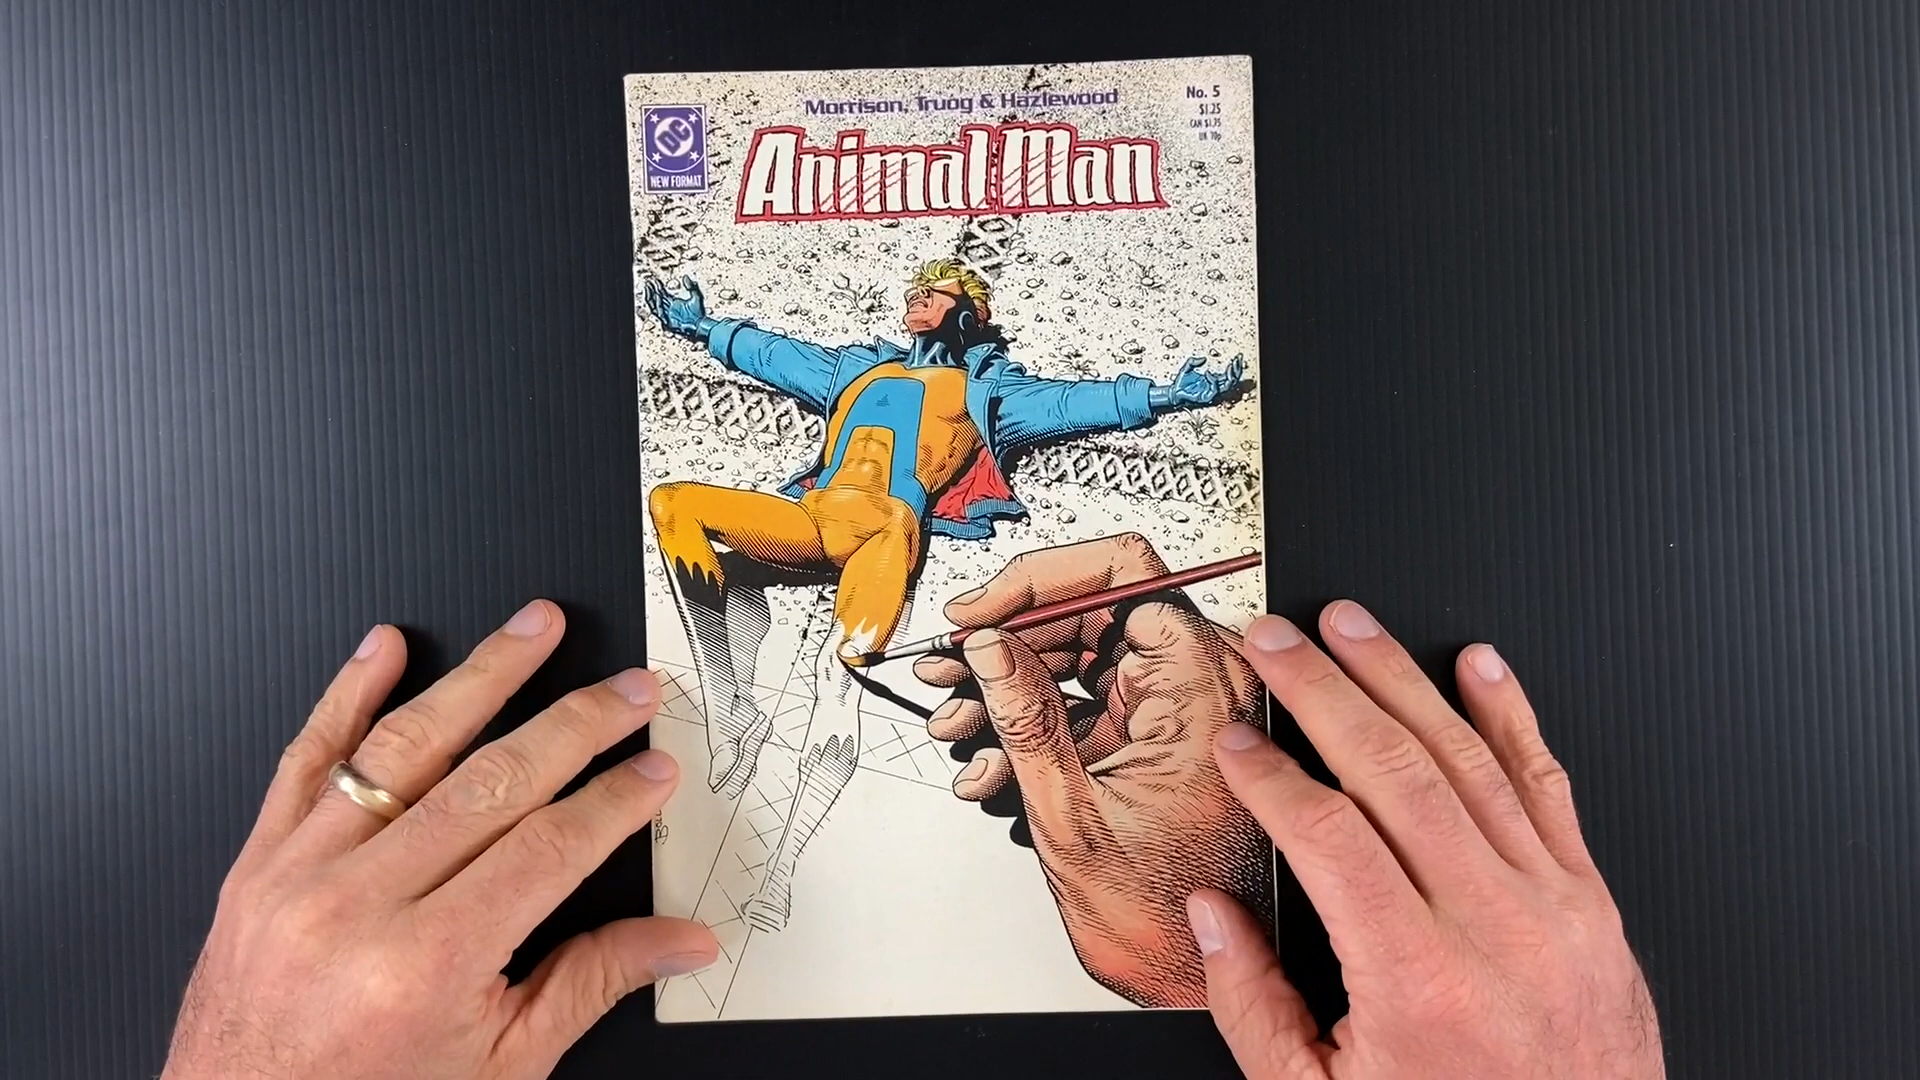 Morrison, Truog & Hazlewood
No. 5
$1.25
CAN $1.75
UK 70p
DC
NEW FORMAT
Animal Man